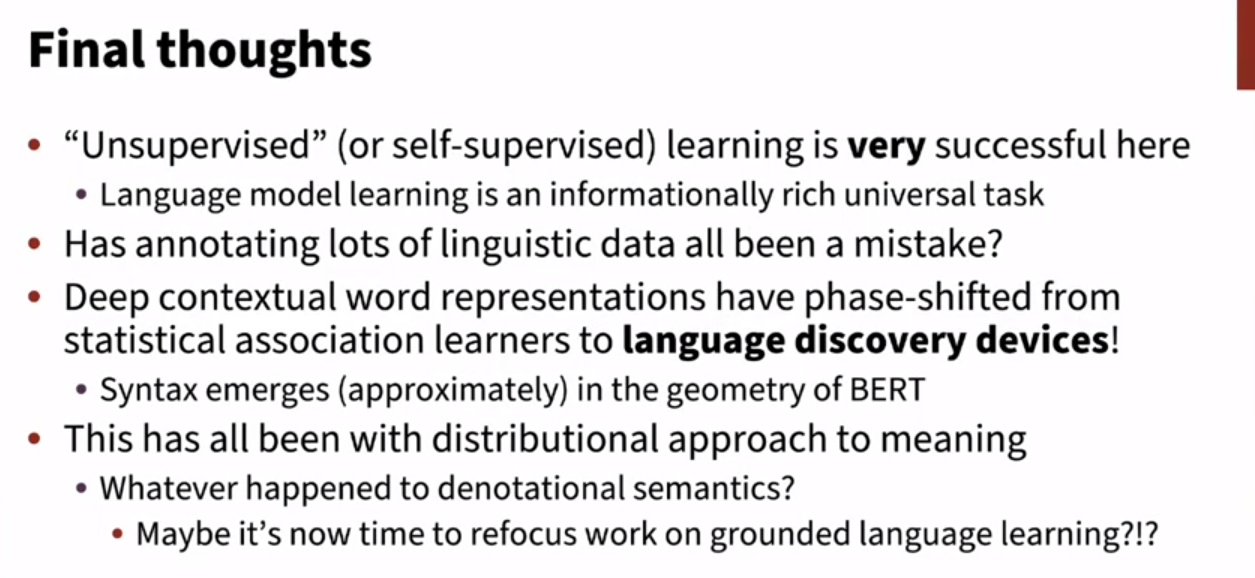 Final thoughts
• “Unsupervised” (or self-supervised) learning is very successful here
• Language model learning is an informationally rich universal task
• Has annotating lots of linguistic data all been a mistake?
• Deep contextual word representations have phase-shifted from
statistical association learners to language discovery devices!
• Syntax emerges (approximately) in the geometry of BERT
• This has all been with distributional approach to meaning
• Whatever happened to denotational semantics?
• Maybe it’s now time to refocus work on grounded language learning?!?